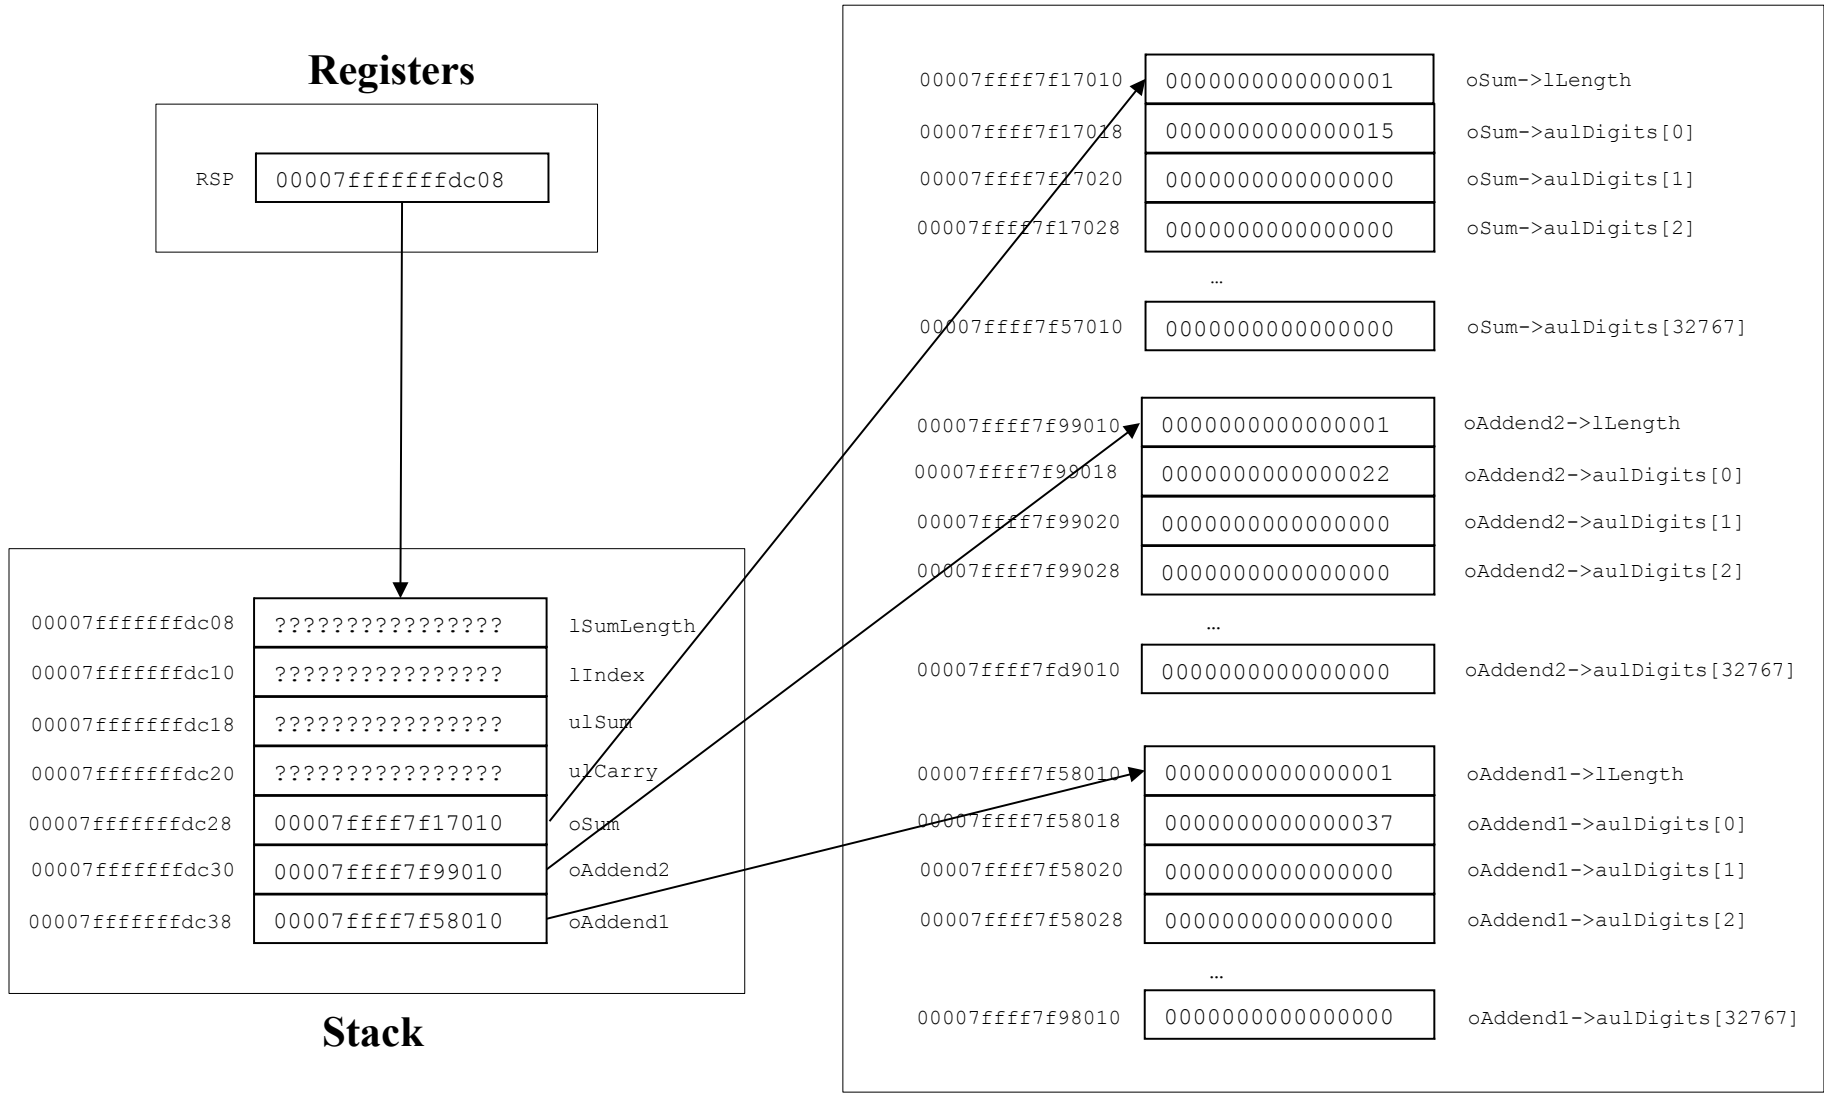 Registers
RSP 00007fffffffdc08
00007fffffffdc08 ???????????????? lSumLength
00007fffffffdc10 ???????????????? lIndex
00007fffffffdc18 ???????????????? ulSum
00007fffffffdc20 ???????????????? ulCarry
00007fffffffdc28 00007ffff7f17010 oSum
00007fffffffdc30 00007ffff7f99010 oAddend2
00007fffffffdc38 00007ffff7f58010 oAddend1
Stack
00007ffff7f17010 0000000000000001 oSum->lLength
00007ffff7f17018 0000000000000015 oSum->aulDigits[0]
00007ffff7f17020 0000000000000000 oSum->aulDigits[1]
00007ffff7f17028 0000000000000000 oSum->aulDigits[2]
…
00007ffff7f57010 0000000000000000 oSum->aulDigits[32767]
00007ffff7f99010 0000000000000001 oAddend2->lLength
00007ffff7f99018 0000000000000022 oAddend2->aulDigits[0]
00007ffff7f99020 0000000000000000 oAddend2->aulDigits[1]
00007ffff7f99028 0000000000000000 oAddend2->aulDigits[2]
…
00007ffff7fd9010 0000000000000000 oAddend2->aulDigits[32767]
00007ffff7f58010 0000000000000001 oAddend1->lLength
00007ffff7f58018 0000000000000037 oAddend1->aulDigits[0]
00007ffff7f58020 0000000000000000 oAddend1->aulDigits[1]
00007ffff7f58028 0000000000000000 oAddend1->aulDigits[2]
…
00007ffff7f98010 0000000000000000 oAddend1->aulDigits[32767]